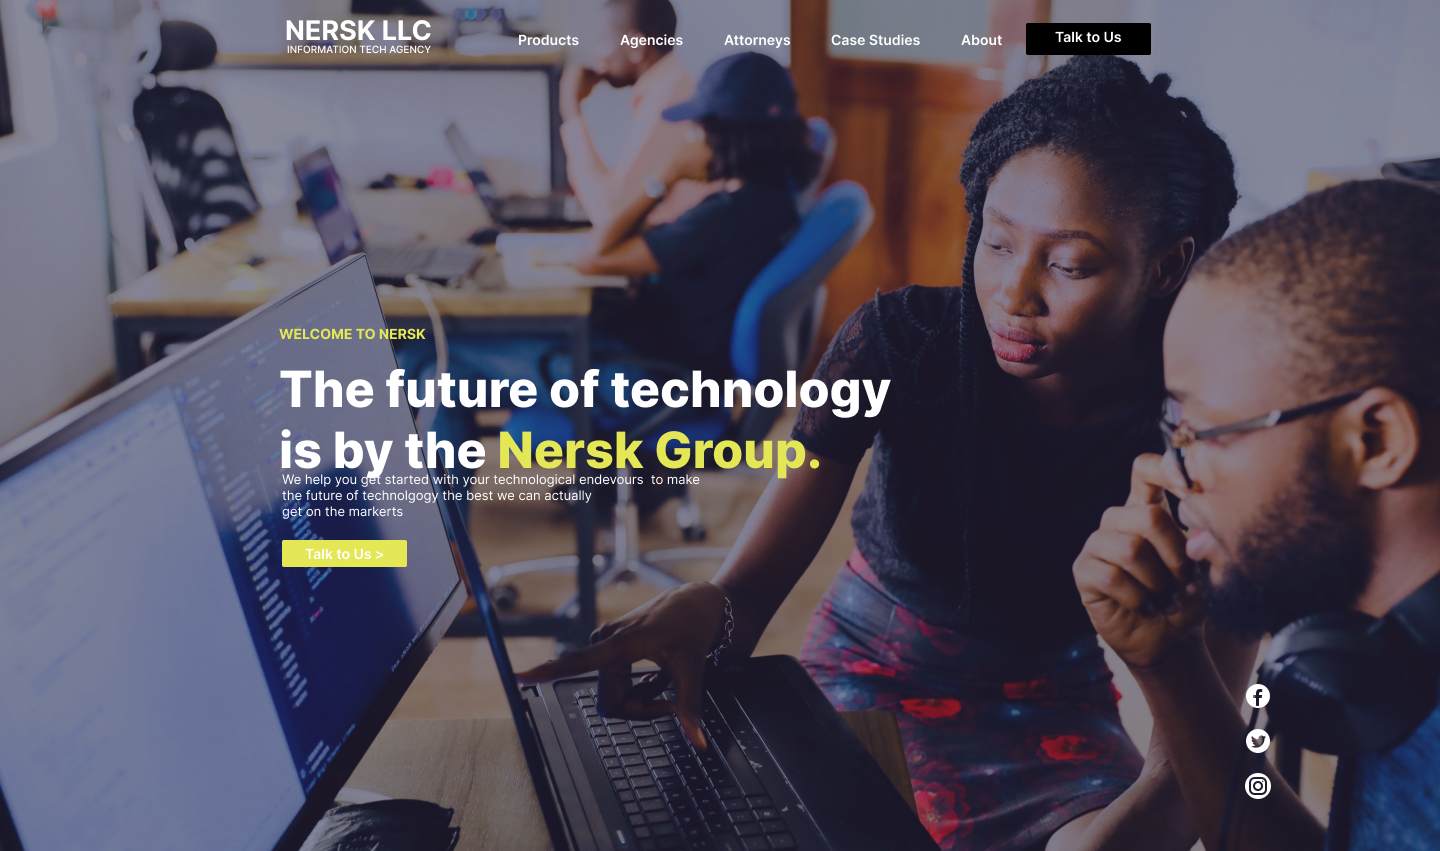 NERSK LLC
INFORMATION TECH AGENCY
Products
Agencies
Attorneys
Case Studies
About
Talk to Us
WELCOME TO NERSK
The future of technology
is by the Nersk Group.
We help you get started with your technological endevours  to make
the future of technolgogy the best we can actually
get on the markerts
Talk to Us >